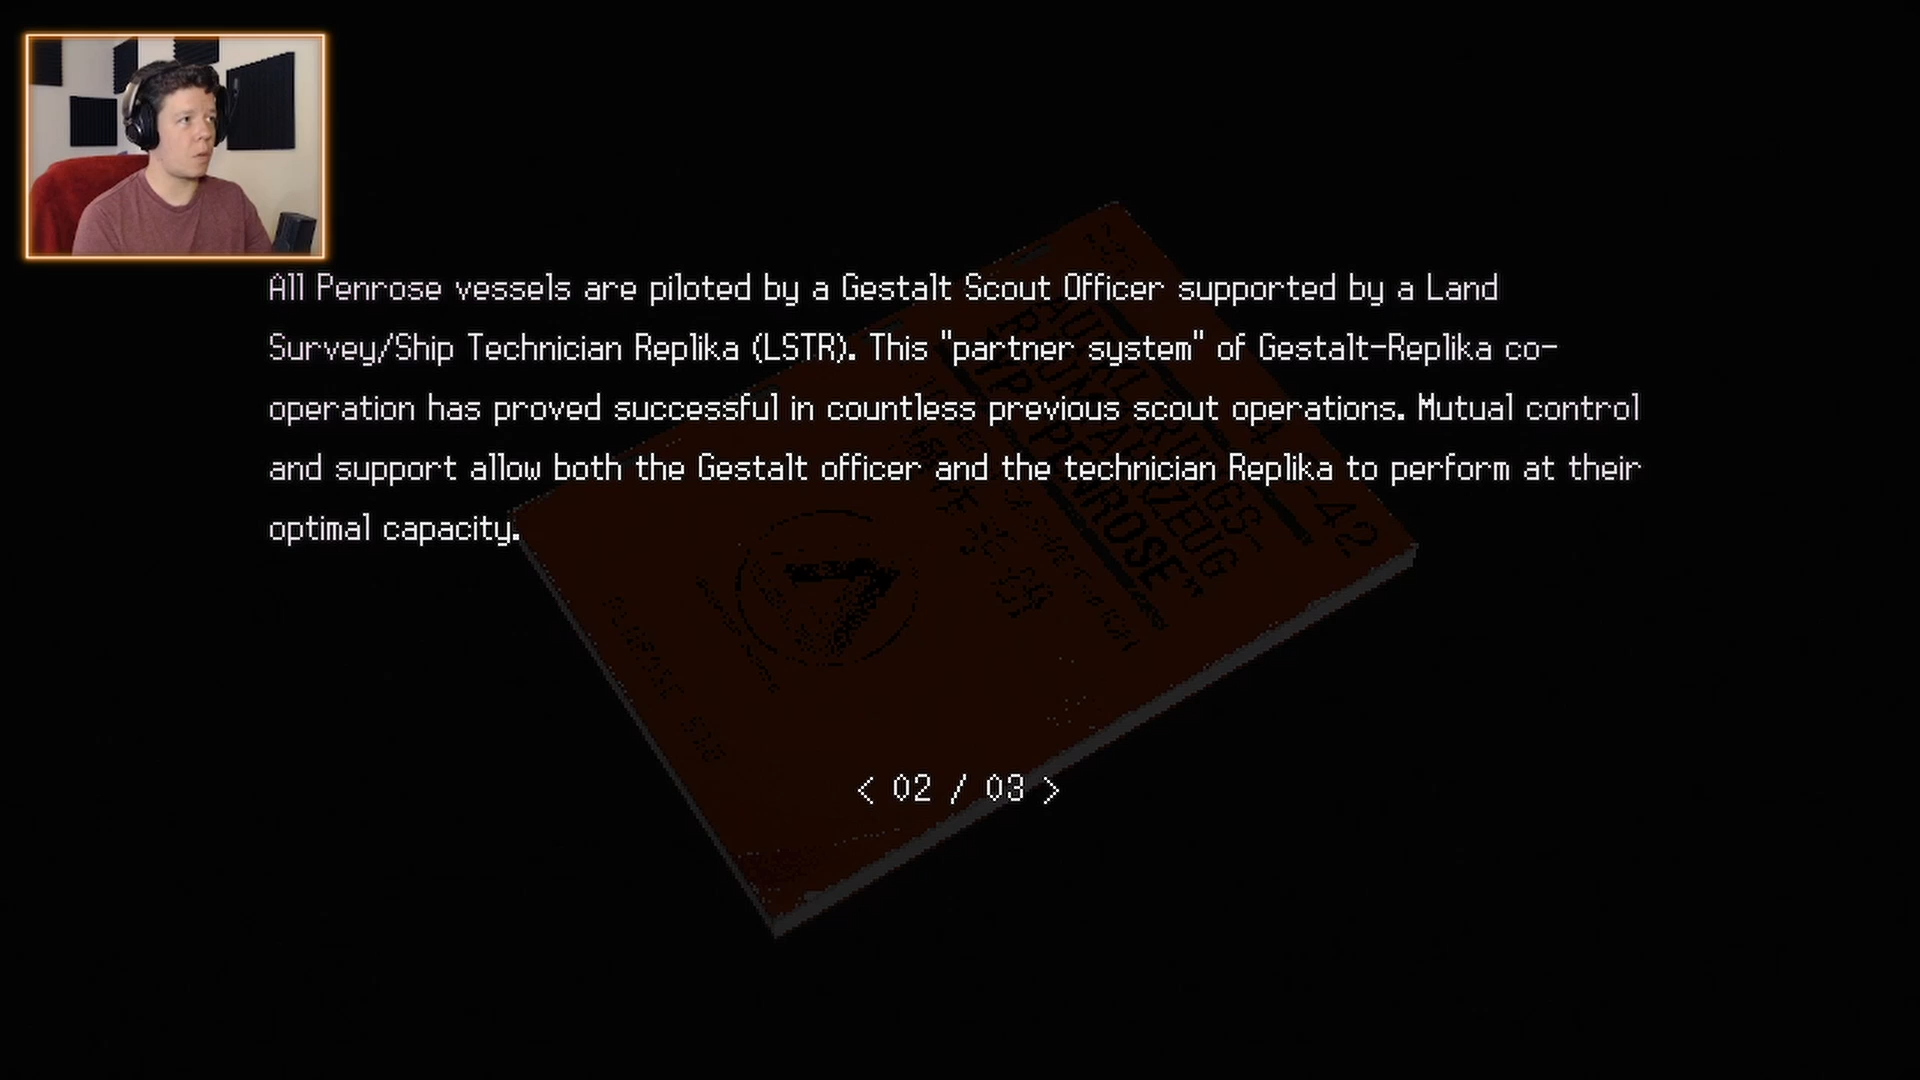 All Penrose vessels are piloted by a Gestalt Scout Officer supported by a Land
Survey/Ship Technician Replika (LSTR). This "partner system" of Gestalt-Replika co-
operation has proved successful in countless previous scout operations. Mutual control
and support allow both the Gestalt officer and the technician Replika to perform at their
optimal capacity.
< 02 / 03 >